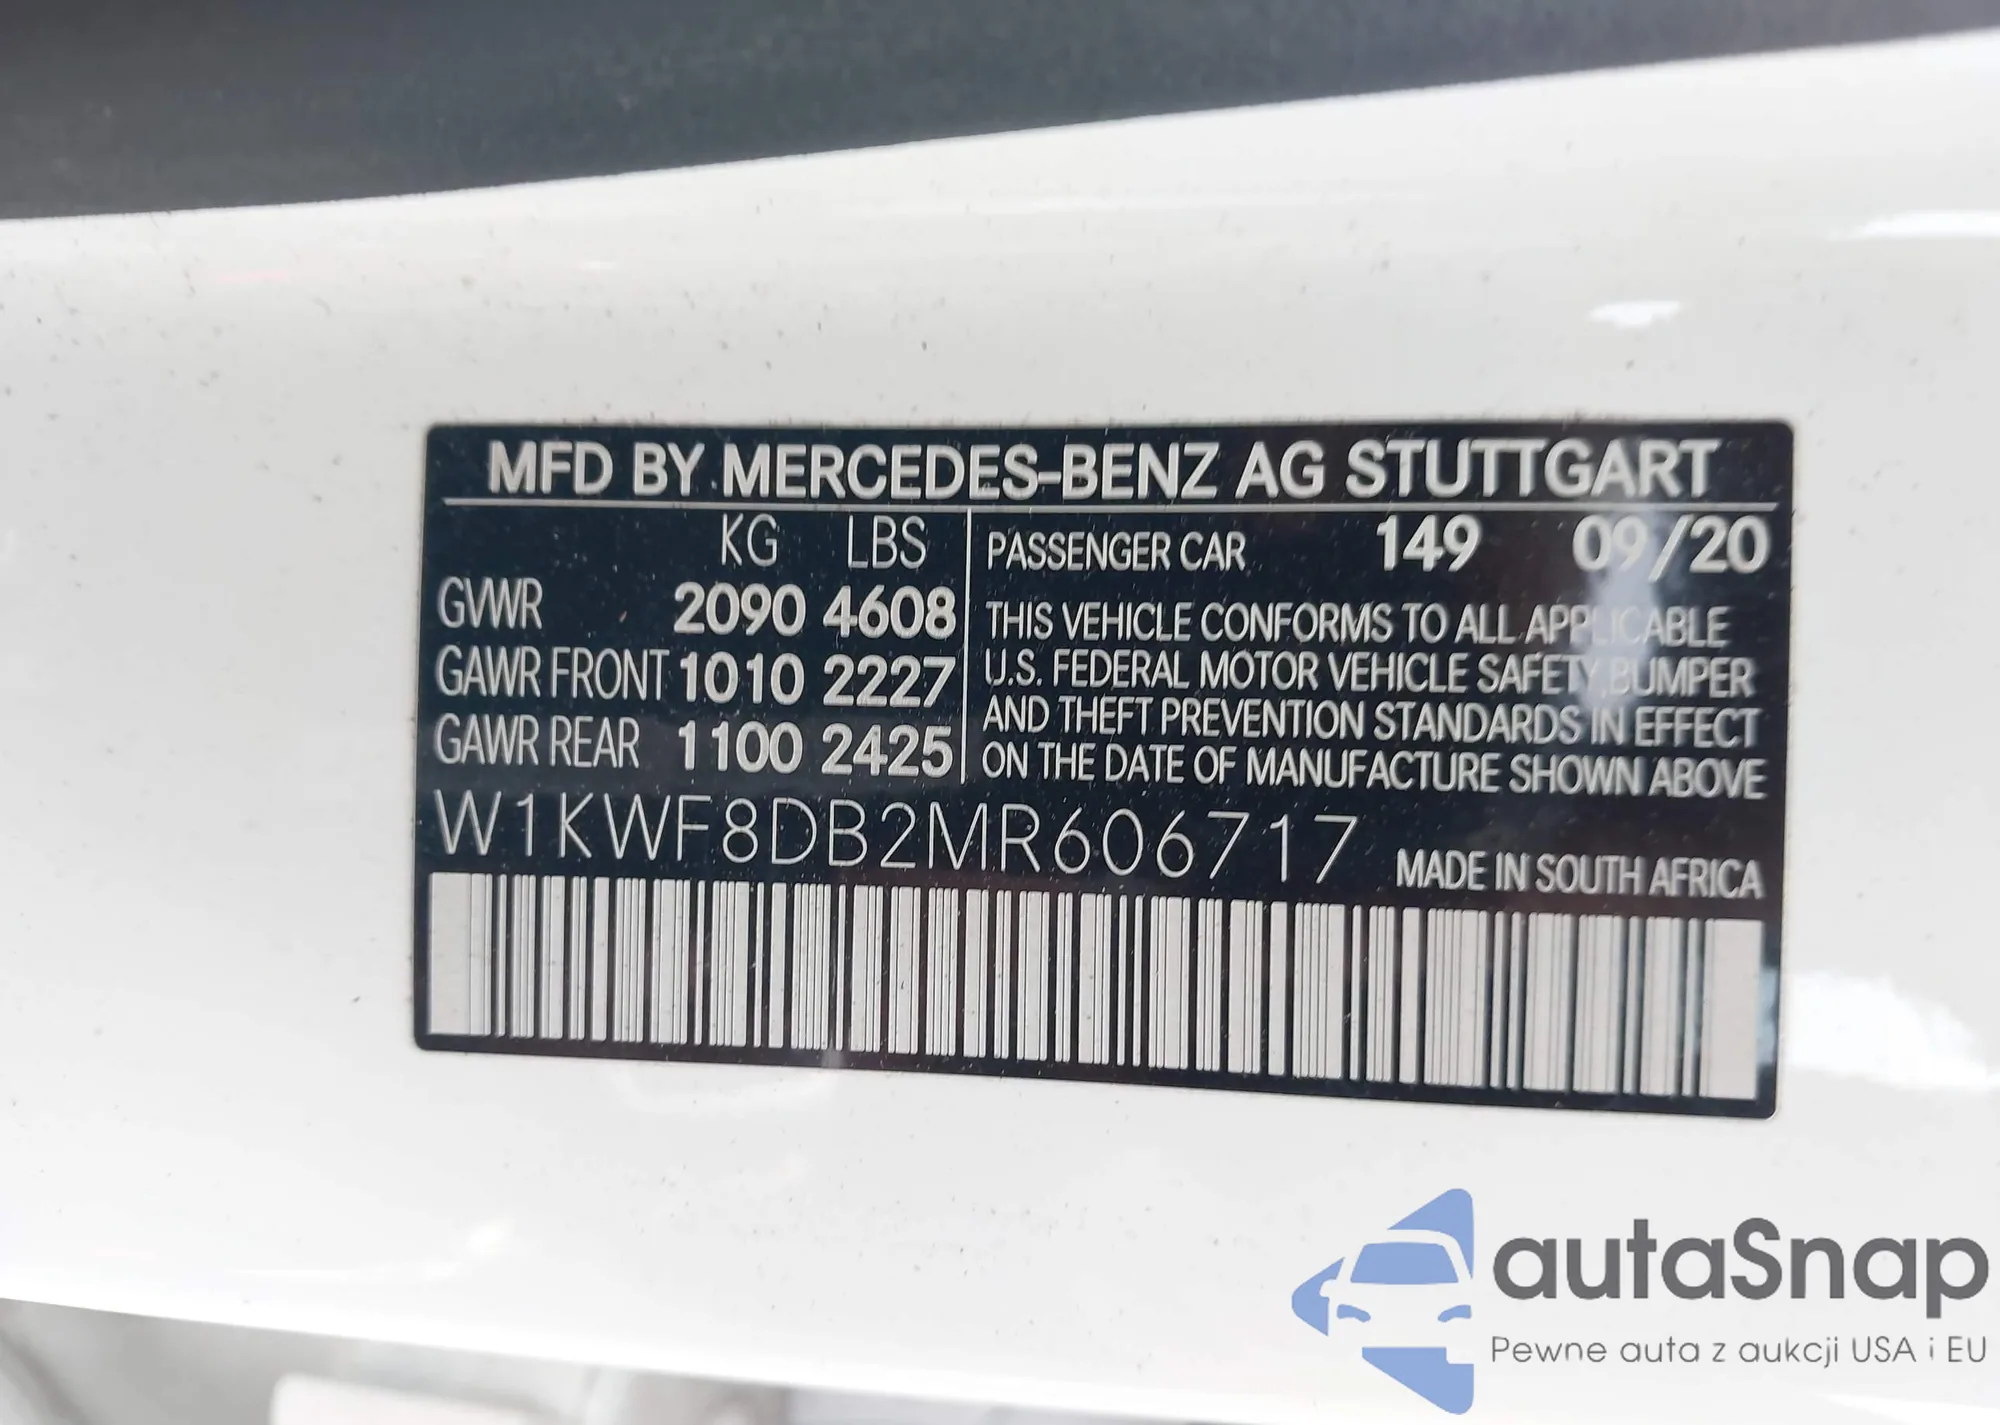 MFD BY MERCEDES-BENZ AG STUTTGART
KG LBS
GVWR 2090 4608
GAWR FRONT 1010 2227
GAWR REAR 1100 2425
PASSENGER CAR 149 09/20
THIS VEHICLE CONFORMS TO ALL APPLICABLE
U.S. FEDERAL MOTOR VEHICLE SAFETY, BUMPER
AND THEFT PREVENTION STANDARDS IN EFFECT
ON THE DATE OF MANUFACTURE SHOWN ABOVE
W1KWF8DB2MR606717
MADE IN SOUTH AFRICA
autaSnap
Pewne auta z aukcji USA i EU